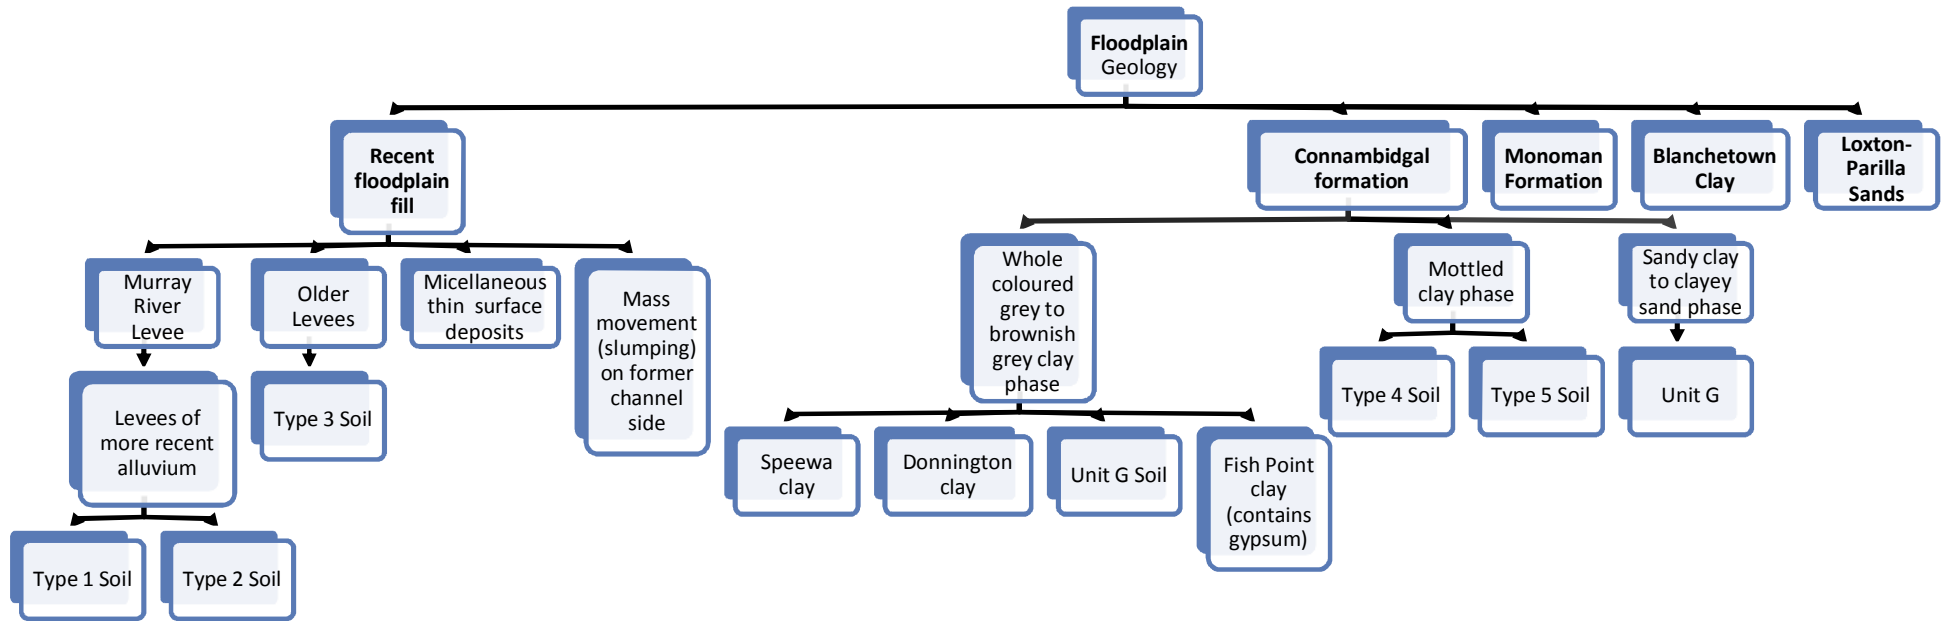 Floodplain
Geology
Recent
floodplain
fill
Connambidgal
formation
Monoman
Formation
Blanchetown
Clay
Loxton-
Parilla
Sands
Murray
River
Levee
Older
Levees
Micellaneous
thin surface
deposits
Mass
movement
(slumping)
on former
channel
side
Whole
coloured
grey to
brownish
grey clay
phase
Mottled
clay phase
Sandy clay
to clayey
sand phase
Levees of
more recent
alluvium
Type 3 Soil
Type 4 Soil
Type 5 Soil
Unit G
Speewa
clay
Donnington
clay
Unit G Soil
Fish Point
clay
(contains
gypsum)
Type 1 Soil
Type 2 Soil